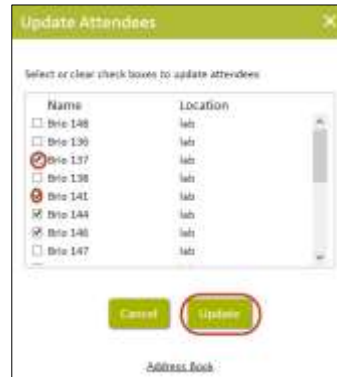 Update Attendees
Select or clear check boxes to update attendees
Name Location
Brio 148 lab
Brio 136 lab
Brio 137 lab
Brio 138 lab
Brio 141 lab
Brio 144 lab
Brio 146 lab
Brio 147 lab
Cancel Update
Address Book